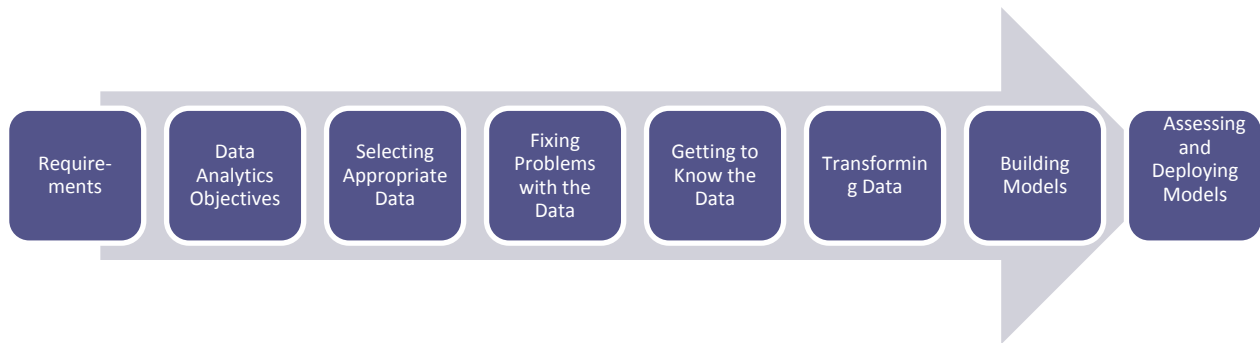 Require-
ments
Data
Analytics
Objectives
Selecting
Appropriate
Data
Fixing
Problems
with the
Data
Getting to
Know the
Data
Transformin
g Data
Building
Models
Assessing
and
Deploying
Models